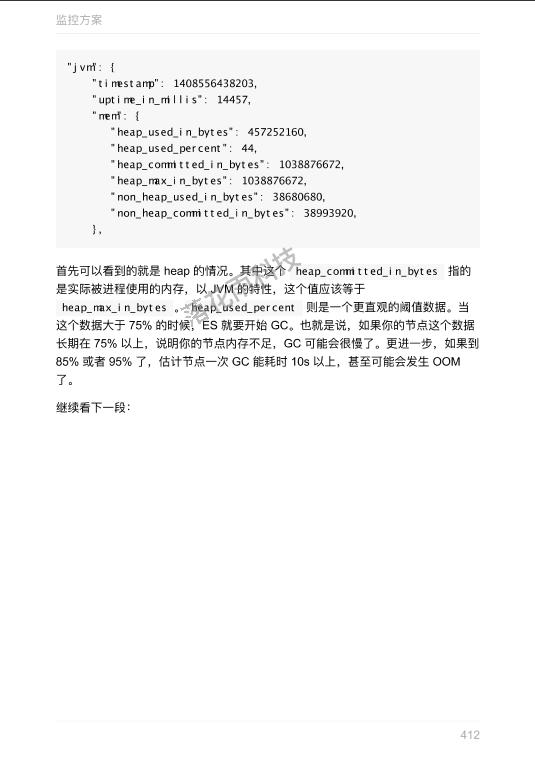 监控方案
"jvm": {
"timestamp": 1408556438203,
"uptime_in_millis": 14457,
"mem": {
"heap_used_in_bytes": 457252160,
"heap_used_percent": 44,
"heap_committed_in_bytes": 1038876672,
"heap_max_in_bytes": 1038876672,
"non_heap_used_in_bytes": 38680680,
"non_heap_committed_in_bytes": 38993920,
},
首先可以看到的就是 heap 的情况。其中这个 heap_committed_in_bytes 指的
是实际被进程使用的内存，以 JVM 的特性，这个值应该等于
heap_max_in_bytes 。 heap_used_percent 则是一个更直观的阈值数据。当
这个数据大于 75% 的时候，ES 就要开始 GC。也就是说，如果你的节点这个数据
长期在 75% 以上，说明你的节点内存不足，GC 可能会很慢了。更进一步，如果到
85% 或者 95% 了，估计节点一次 GC 能耗时 10s 以上，甚至可能会发生 OOM
了。
继续看下一段：
落花雨科技
412